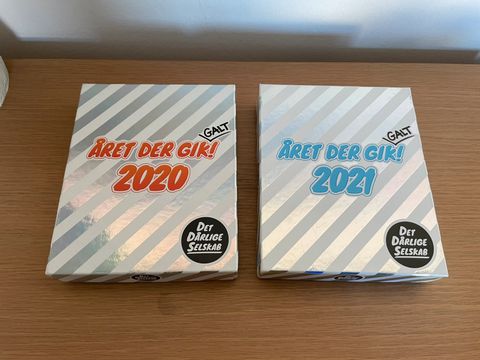 ÅRET DER GIK!
GALT
2020
DET
DÅRLIGE
SELSKAB
ÅRET DER GIK!
GALT
2021
DET
DÅRLIGE
SELSKAB